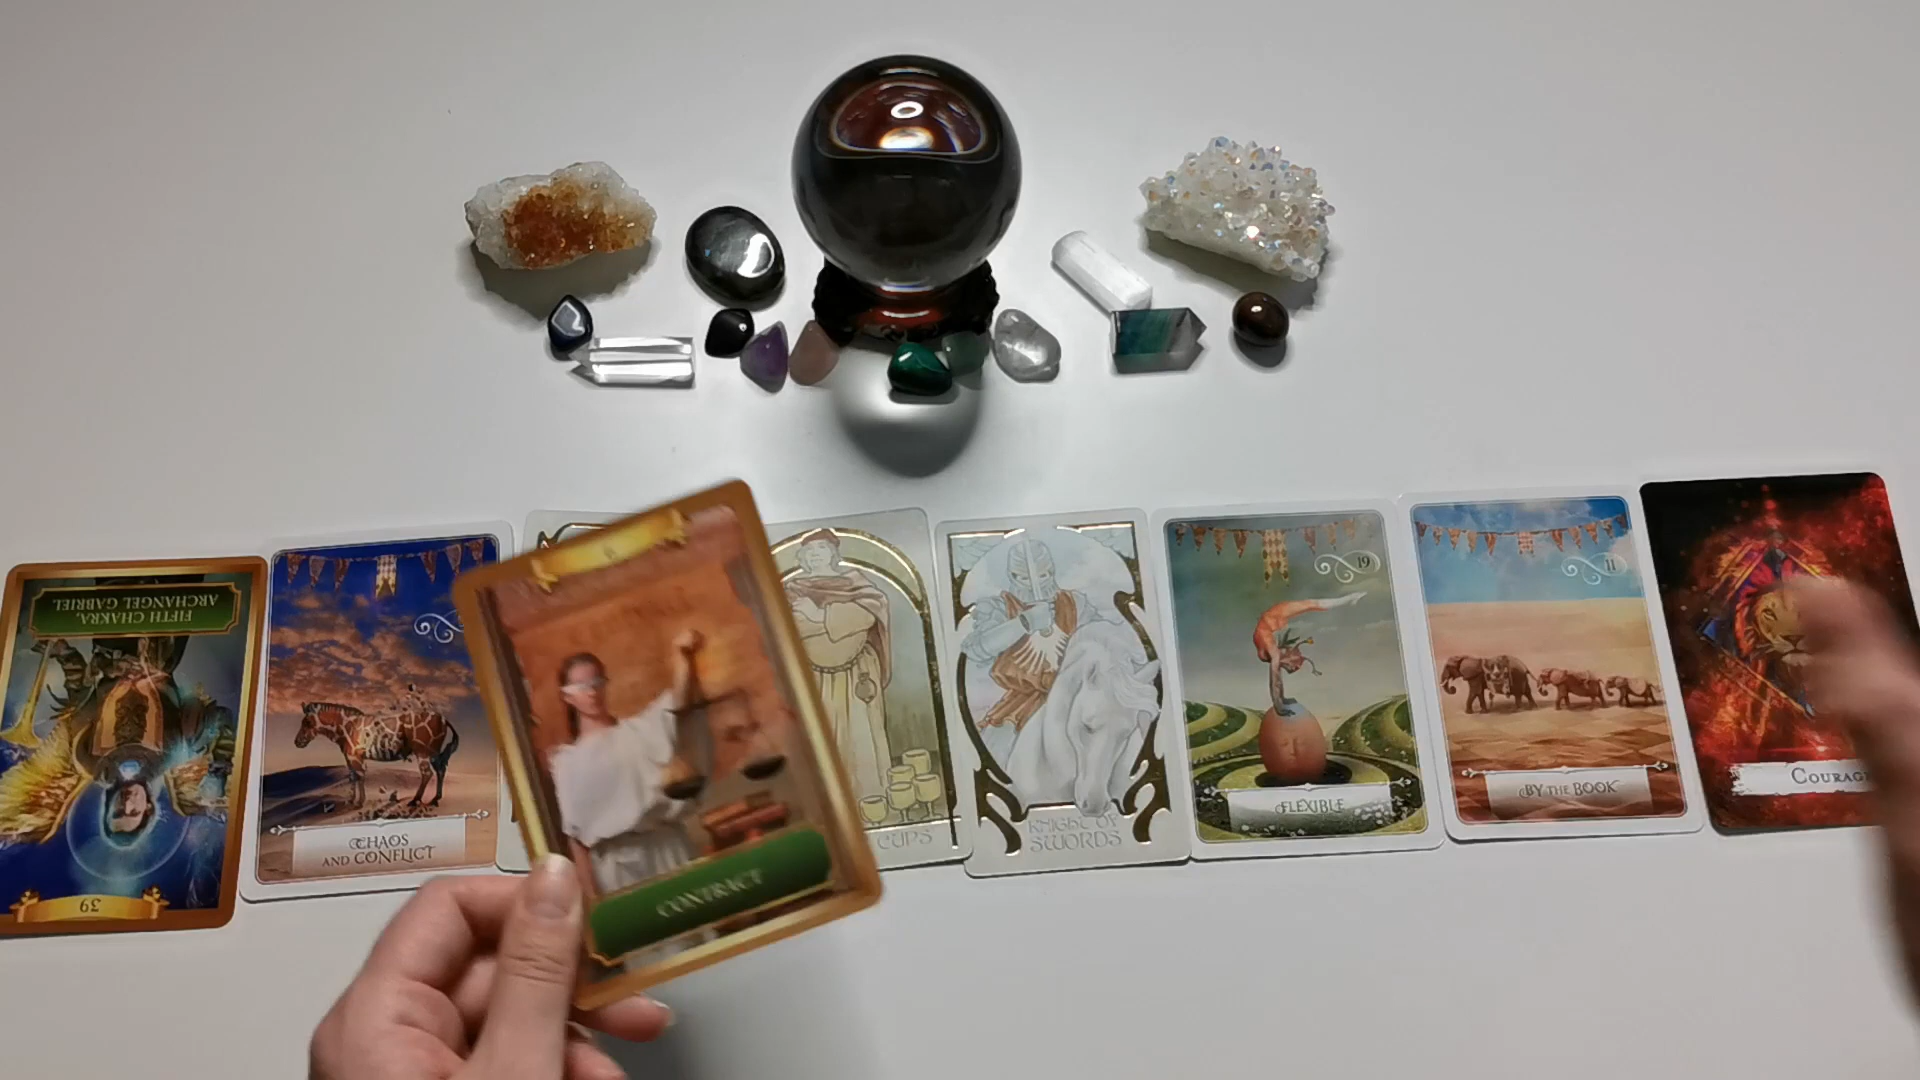 FIFTH CHAKRA,
ARCHANGEL GABRIEL
39
CHAOS
AND CONFLICT
CONTRACT
CUPS
KNIGHT OF
SWORDS
19
FLEXIBLE
11
BY THE BOOK